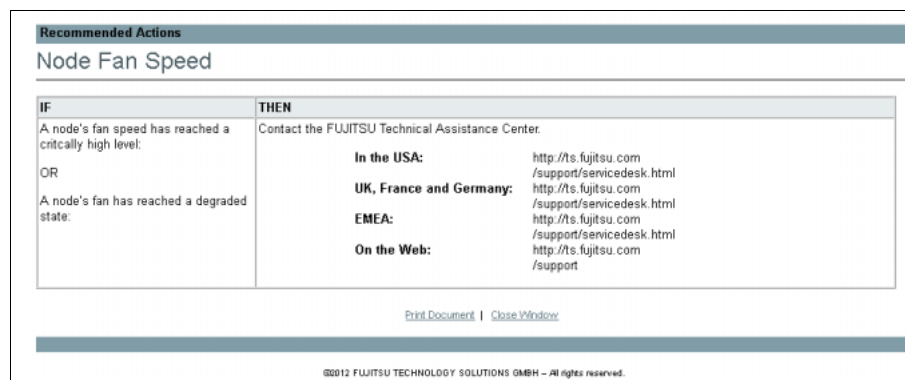 Recommended Actions
Node Fan Speed
IF
THEN
A node's fan speed has reached a
critcally high level:
OR
A node's fan has reached a degraded
state:
Contact the FUJITSU Technical Assistance Center.
In the USA: http://ts.fujitsu.com
/support/servicedesk.html
UK, France and Germany: http://ts.fujitsu.com
/support/servicedesk.html
EMEA: http://ts.fujitsu.com
/support/servicedesk.html
On the Web: http://ts.fujitsu.com
/support
Print Document | Close Window
©2012 FUJITSU TECHNOLOGY SOLUTIONS GMBH – All rights reserved.